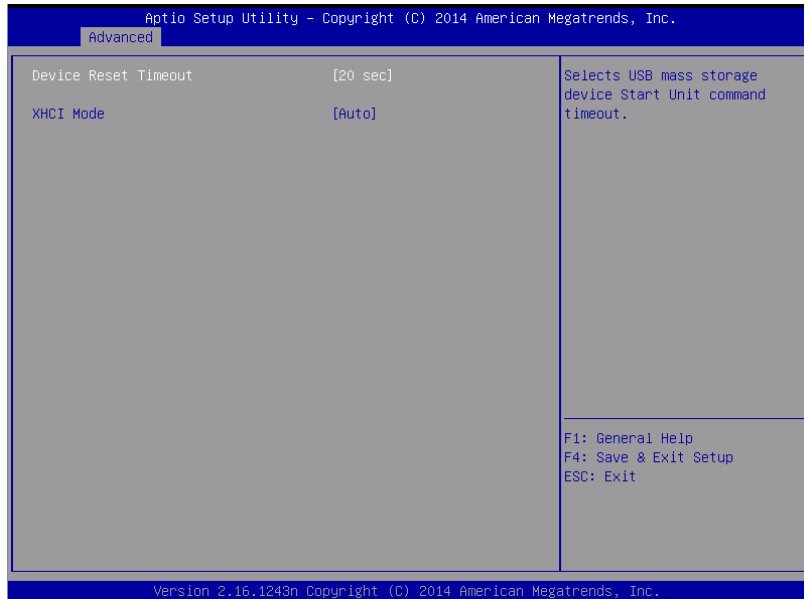 Aptio Setup Utility – Copyright (C) 2014 American Megatrends, Inc.
Advanced
Device Reset Timeout [20 sec]
XHCI Mode [Auto]
Selects USB mass storage
device Start Unit command
timeout.
F1: General Help
F4: Save & Exit Setup
ESC: Exit
Version 2.16.1243n Copyright (C) 2014 American Megatrends, Inc.